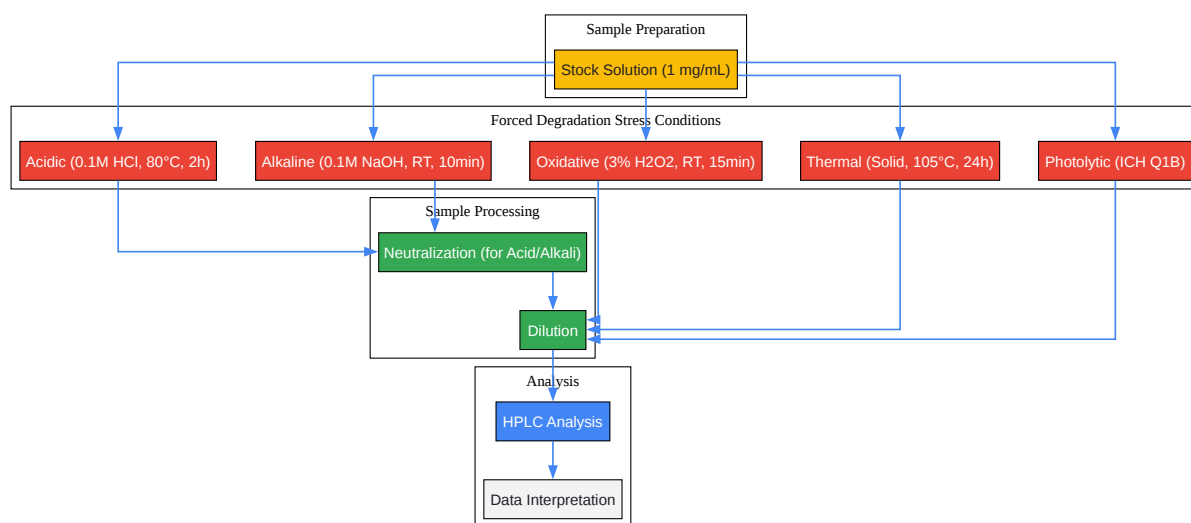 Sample Preparation
Stock Solution (1 mg/mL)
Forced Degradation Stress Conditions
Acidic (0.1M HCl, 80°C, 2h)
Alkaline (0.1M NaOH, RT, 10min)
Oxidative (3% H2O2, RT, 15min)
Thermal (Solid, 105°C, 24h)
Photolytic (ICH Q1B)
Sample Processing
Neutralization (for Acid/Alkali)
Dilution
Analysis
HPLC Analysis
Data Interpretation